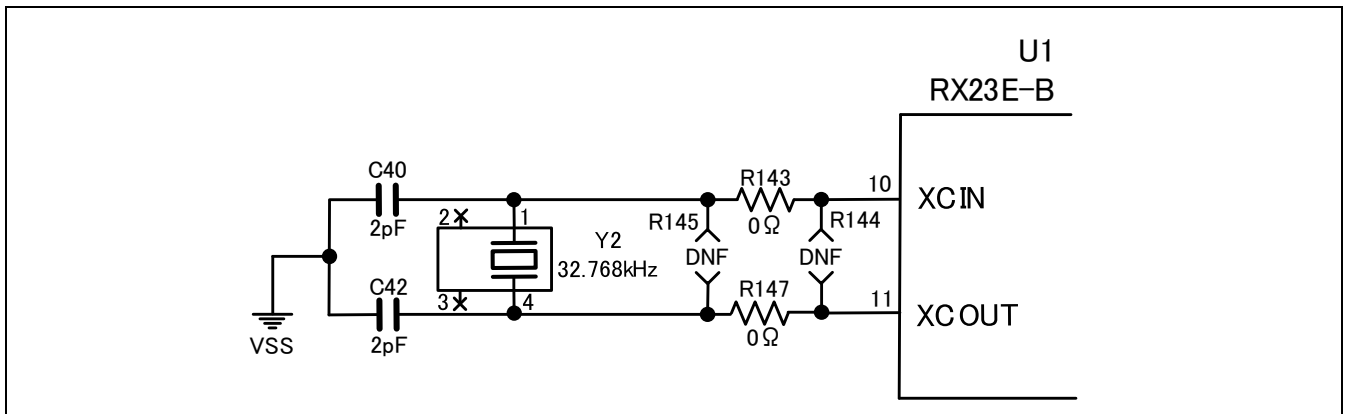 U1
RX23E-B
C40
2pF
2
1
R145
R143
0Ω
R144
10
XCIN
Y2
32.768kHz
DNF
DNF
C42
2pF
3
4
R147
0Ω
11
XCOUT
VSS